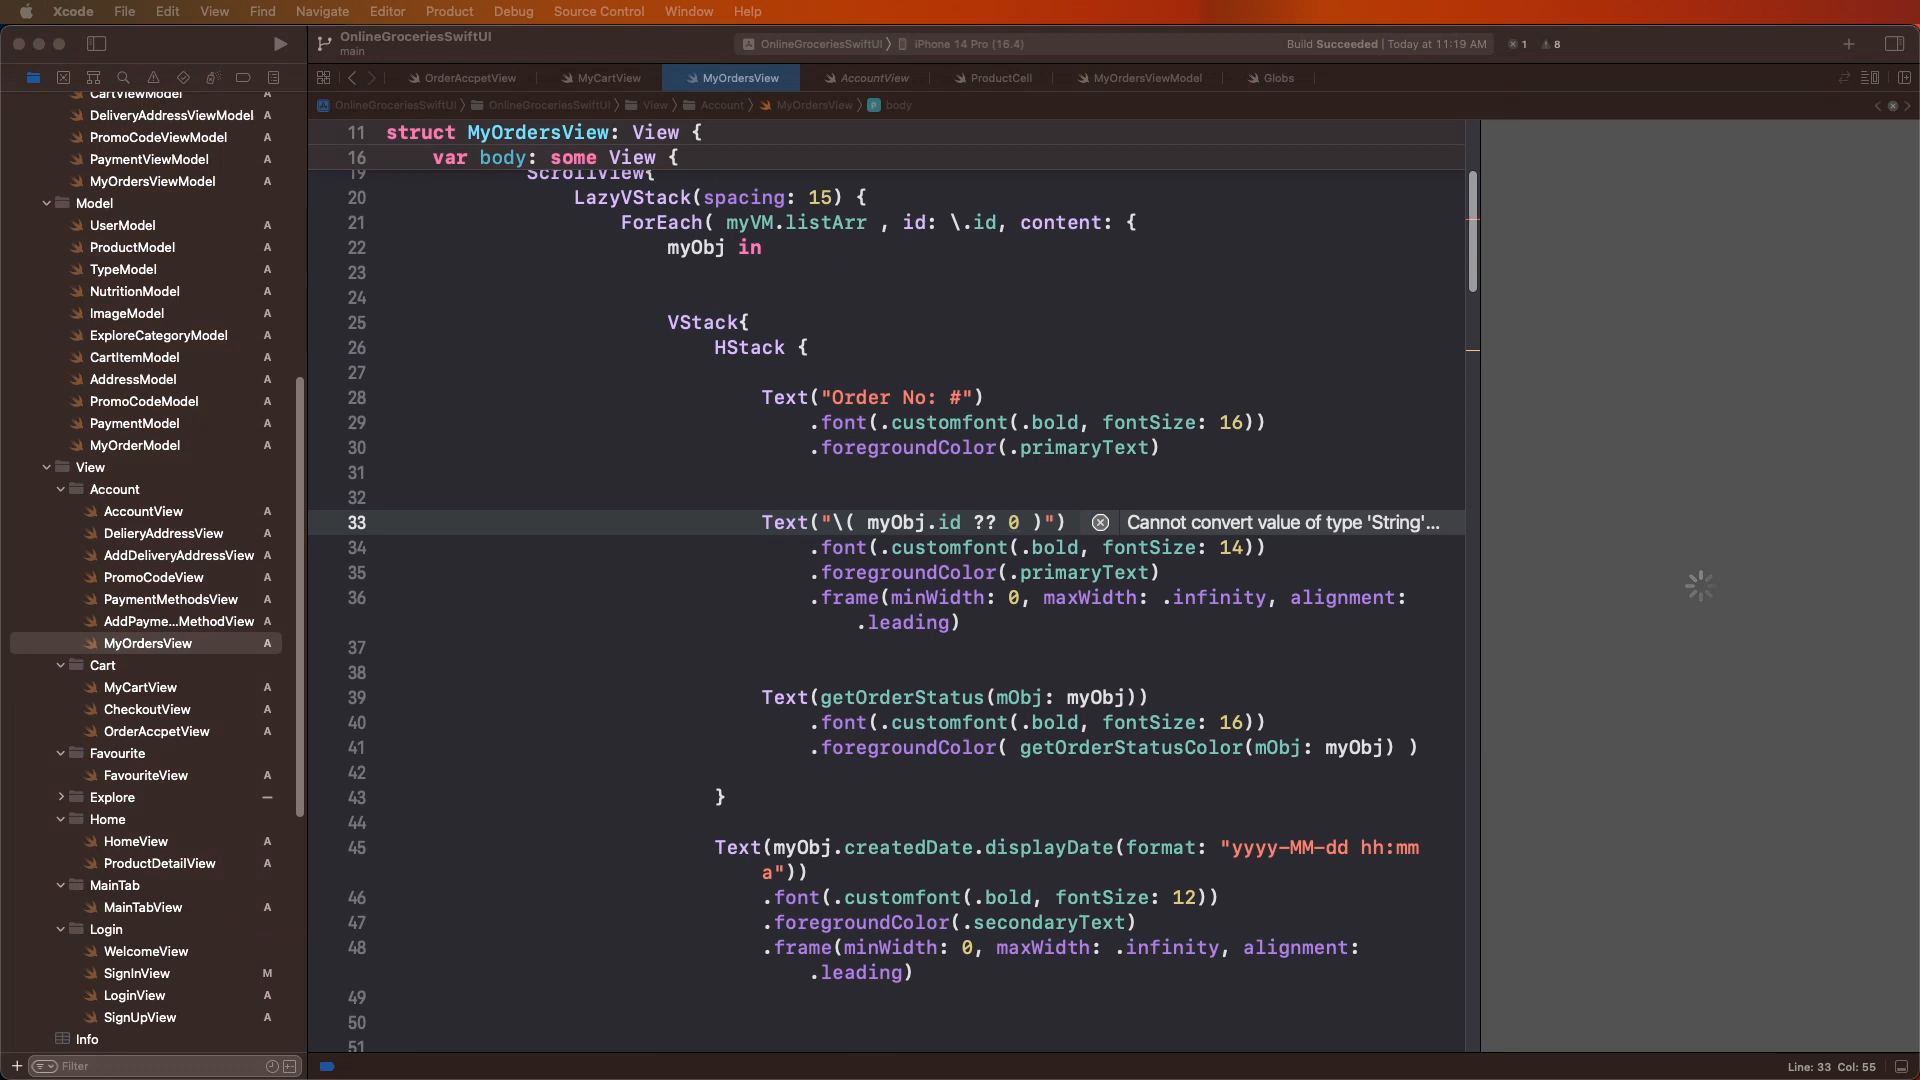 Xcode File Edit View Find Navigate Editor Product Debug Source Control Window Help
OnlineGroceriesSwiftUI
main
OnlineGroceriesSwiftUI iPhone 14 Pro (16.4) Build Succeeded | Today at 11:19 AM 1 8
OrderAccpetView MyCartView MyOrdersView AccountView ProductCell MyOrdersViewModel Globs
OnlineGroceriesSwiftUI OnlineGroceriesSwiftUI View Account MyOrdersView P body
CartViewModel A
DeliveryAddressViewModel A
PromoCodeViewModel A
PaymentViewModel A
MyOrdersViewModel A
Model
UserModel A
ProductModel A
TypeModel A
NutritionModel A
ImageModel A
ExploreCategoryModel A
CartItemModel A
AddressModel A
PromoCodeModel A
PaymentModel A
MyOrderModel A
View
Account
AccountView A
DelieryAddressView A
AddDeliveryAddressView A
PromoCodeView A
PaymentMethodsView A
AddPayme...MethodView A
MyOrdersView A
Cart
MyCartView A
CheckoutView A
OrderAccpetView A
Favourite
FavouriteView A
Explore
Home
HomeView A
ProductDetailView A
MainTab
MainTabView A
Login
WelcomeView
SignInView M
LoginView A
SignUpView A
Info
Filter
11 struct MyOrdersView: View {
16 var body: some View {
19 ScrollView{
20 LazyVStack(spacing: 15) {
21 ForEach( myVM.listArr , id: \.id, content: {
22 myObj in
23
24
25 VStack{
26 HStack {
27
28 Text("Order No: #")
29 .font(.customfont(.bold, fontSize: 16))
30 .foregroundColor(.primaryText)
31
32
33 Text("\( myObj.id ?? 0 )") Cannot convert value of type 'String'...
34 .font(.customfont(.bold, fontSize: 14))
35 .foregroundColor(.primaryText)
36 .frame(minWidth: 0, maxWidth: .infinity, alignment:
.leading)
37
38
39 Text(getOrderStatus(mObj: myObj))
40 .font(.customfont(.bold, fontSize: 16))
41 .foregroundColor( getOrderStatusColor(mObj: myObj) )
42
43 }
44
45 Text(myObj.createdDate.displayDate(format: "yyyy-MM-dd hh:mm
a"))
46 .font(.customfont(.bold, fontSize: 12))
47 .foregroundColor(.secondaryText)
48 .frame(minWidth: 0, maxWidth: .infinity, alignment:
.leading)
49
50
51
Line: 33 Col: 55